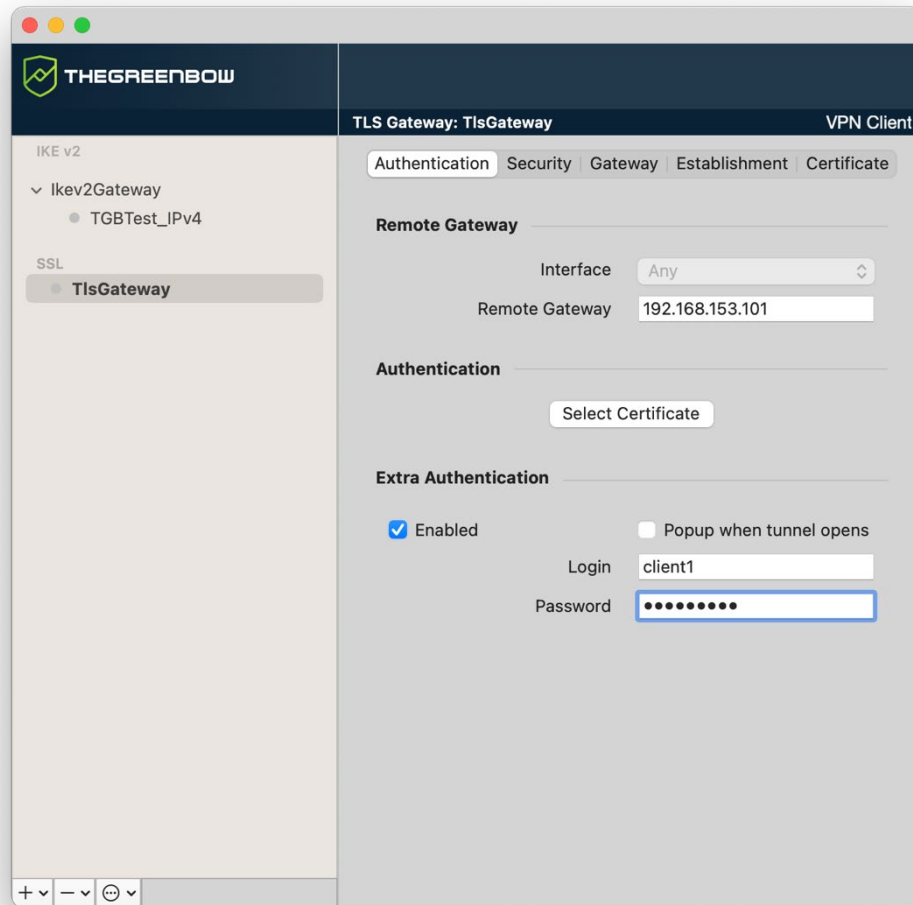 THEGREENBOW
TLS Gateway: TlsGateway VPN Client
IKE v2
Ikev2Gateway
TGBTest_IPv4
SSL
TlsGateway
Authentication Security Gateway Establishment Certificate
Remote Gateway
Interface Any
Remote Gateway 192.168.153.101
Authentication
Select Certificate
Extra Authentication
Enabled Popup when tunnel opens
Login client1
Password •••••••••